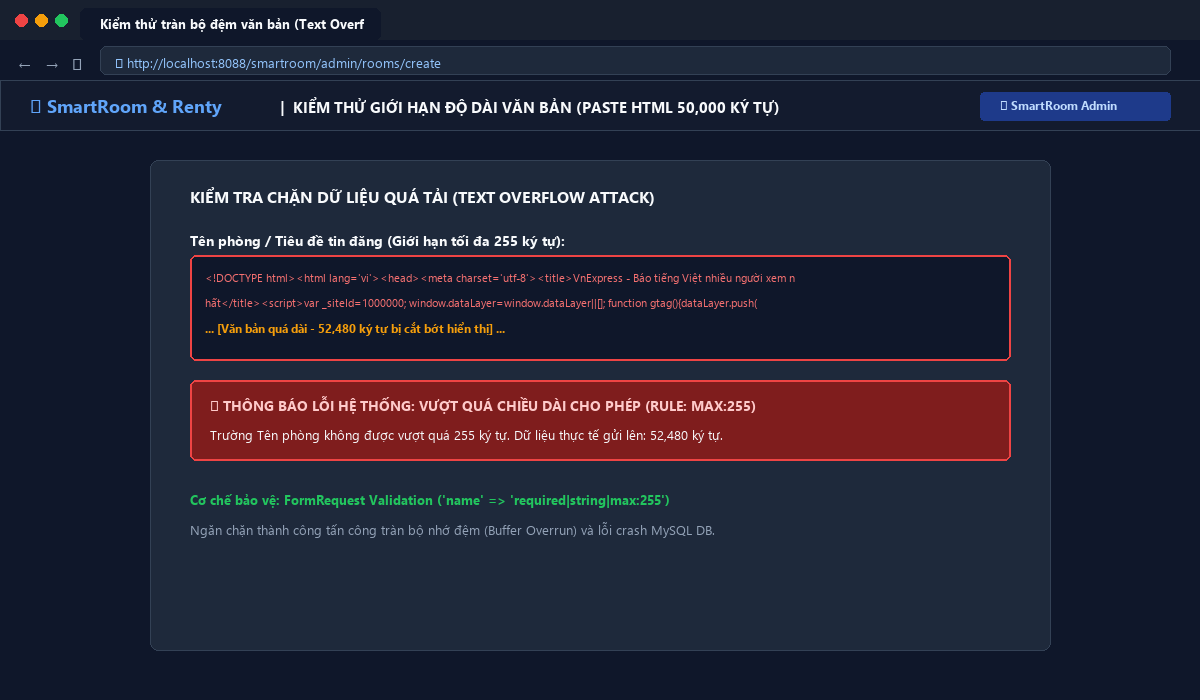 Kiểm thử tràn bộ đệm văn bản (Text Overf
← → 
http://localhost:8088/smartroom/admin/rooms/create
SmartRoom & Renty | KIỂM THỬ GIỚI HẠN ĐỘ DÀI VĂN BẢN (PASTE HTML 50,000 KÝ TỰ) SmartRoom Admin
KIỂM TRA CHẶN DỮ LIỆU QUÁ TẢI (TEXT OVERFLOW ATTACK)
Tên phòng / Tiêu đề tin đăng (Giới hạn tối đa 255 ký tự):
<!DOCTYPE html><html lang='vi'><head><meta charset='utf-8'><title>VnExpress - Báo tiếng Việt nhiều người xem n
hất</title><script>var _siteId=1000000; window.dataLayer=window.dataLayer||[]; function gtag(){dataLayer.push(
... [Văn bản quá dài - 52,480 ký tự bị cắt bớt hiển thị] ...
THÔNG BÁO LỖI HỆ THỐNG: VƯỢT QUÁ CHIỀU DÀI CHO PHÉP (RULE: MAX:255)
Trường Tên phòng không được vượt quá 255 ký tự. Dữ liệu thực tế gửi lên: 52,480 ký tự.
Cơ chế bảo vệ: FormRequest Validation ('name' => 'required|string|max:255')
Ngăn chặn thành công tấn công tràn bộ nhớ đệm (Buffer Overrun) và lỗi crash MySQL DB.